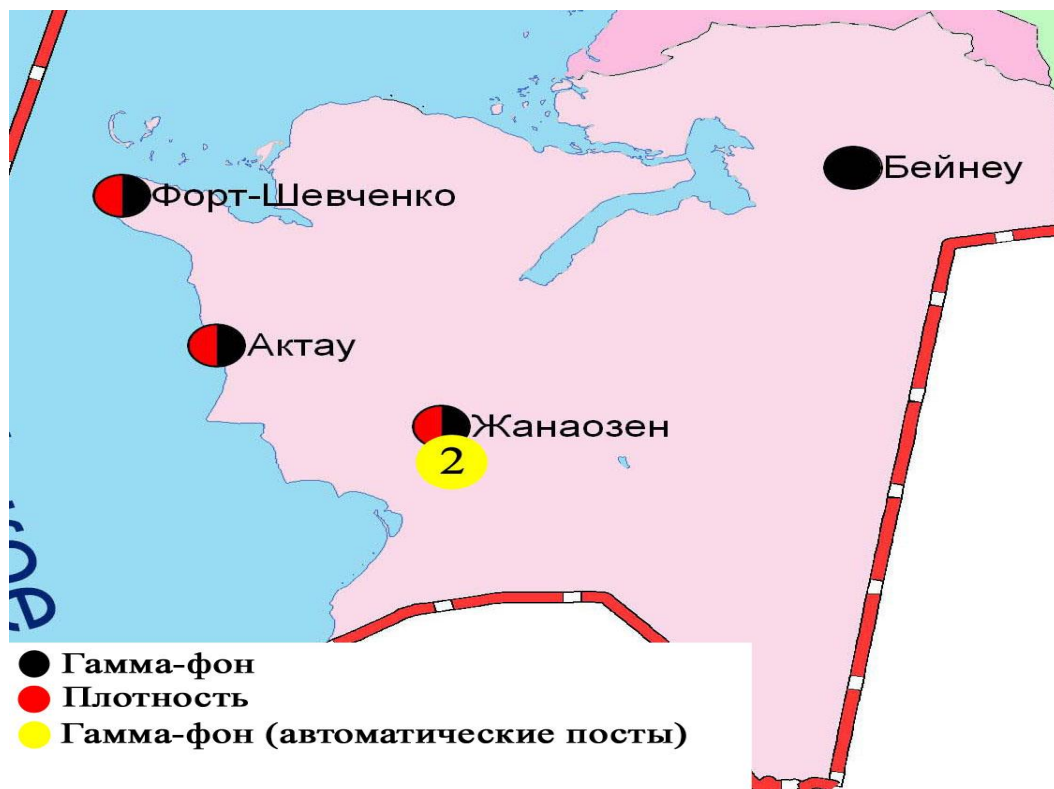 Бейнеу
Форт-Шевченко
Актау
Жанаозен
2
Гамма-фон
Плотность
Гамма-фон (автоматические посты)